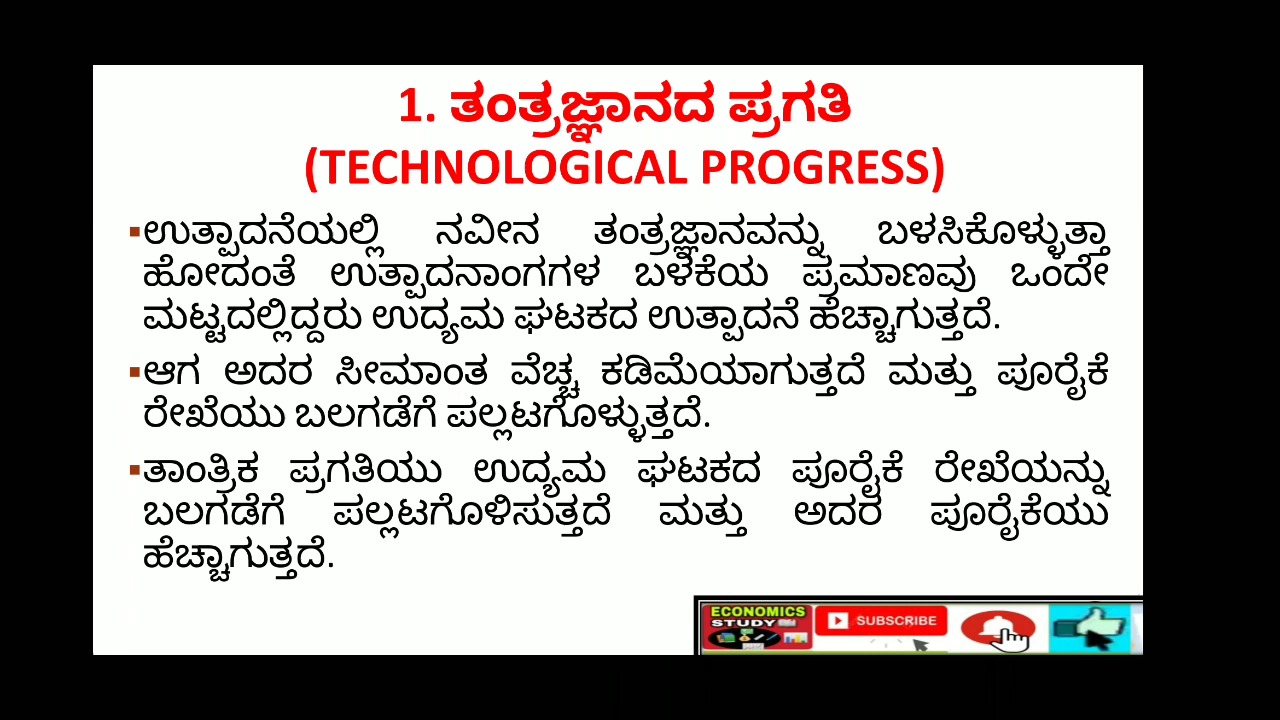 1. ತಂತ್ರಜ್ಞಾನದ ಪ್ರಗತಿ
(TECHNOLOGICAL PROGRESS)
▪ಉತ್ಪಾದನೆಯಲ್ಲಿ ನವೀನ ತಂತ್ರಜ್ಞಾನವನ್ನು ಬಳಸಿಕೊಳ್ಳುತ್ತಾ
ಹೋದಂತೆ ಉತ್ಪಾದನಾಂಗಗಳ ಬಳಕೆಯ ಪ್ರಮಾಣವು ಒಂದೇ
ಮಟ್ಟದಲ್ಲಿದ್ದರು ಉದ್ಯಮ ಘಟಕದ ಉತ್ಪಾದನೆ ಹೆಚ್ಚಾಗುತ್ತದೆ.
▪ಆಗ ಅದರ ಸೀಮಾಂತ ವೆಚ್ಚ ಕಡಿಮೆಯಾಗುತ್ತದೆ ಮತ್ತು ಪೂರೈಕೆ
ರೇಖೆಯು ಬಲಗಡೆಗೆ ಪಲ್ಲಟಗೊಳ್ಳುತ್ತದೆ.
▪ತಾಂತ್ರಿಕ ಪ್ರಗತಿಯು ಉದ್ಯಮ ಘಟಕದ ಪೂರೈಕೆ ರೇಖೆಯನ್ನು
ಬಲಗಡೆಗೆ ಪಲ್ಲಟಗೊಳಿಸುತ್ತದೆ ಮತ್ತು ಅದರ ಪೂರೈಕೆಯು
ಹೆಚ್ಚಾಗುತ್ತದೆ.
ECONOMICS
STUDY
SUBSCRIBE